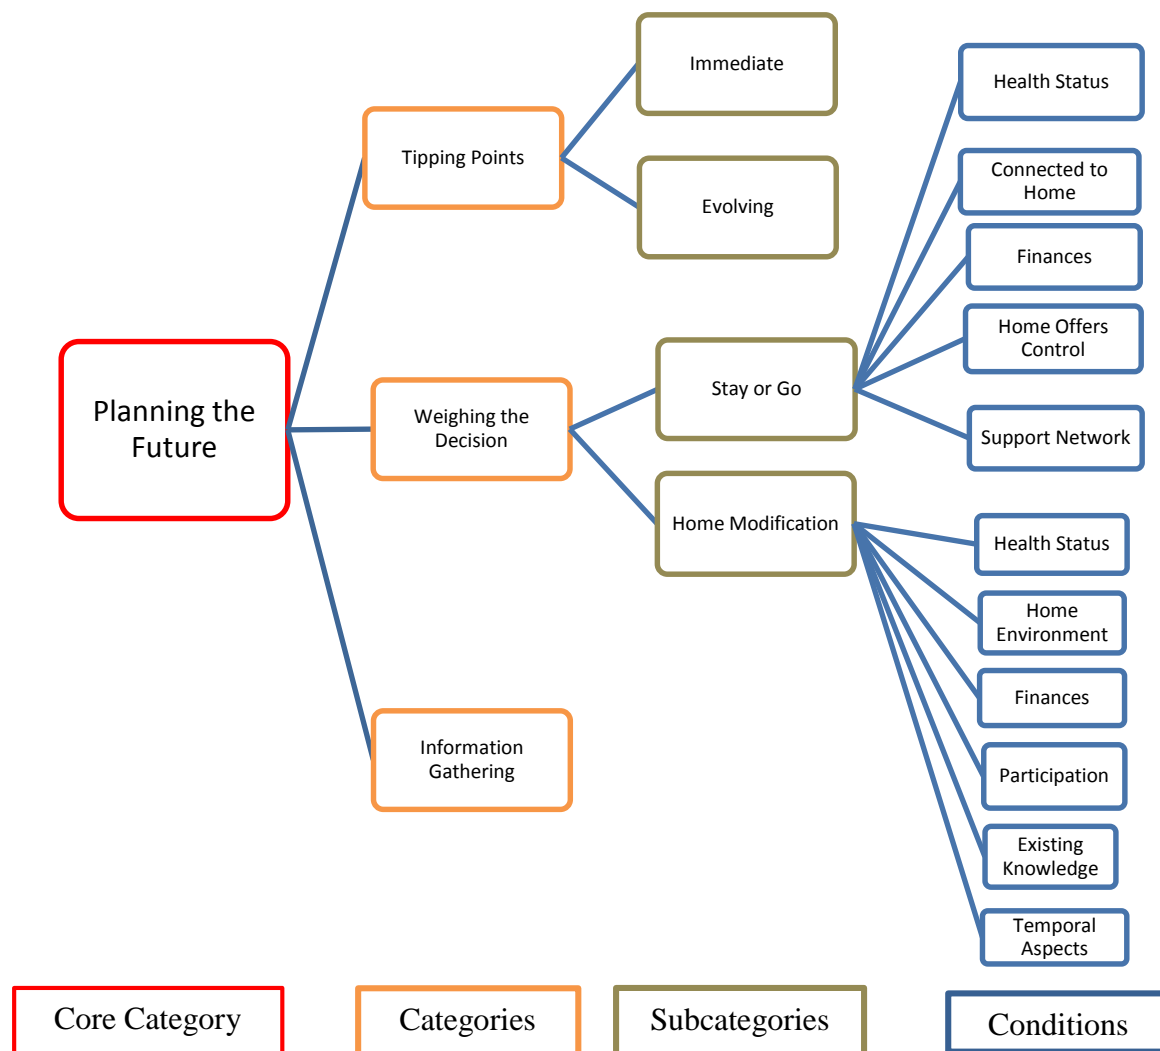 Planning the
Future
Tipping Points
Weighing the
Decision
Information
Gathering
Immediate
Evolving
Stay or Go
Home Modification
Health Status
Connected to
Home
Finances
Home Offers
Control
Support Network
Health Status
Home
Environment
Finances
Participation
Existing
Knowledge
Temporal
Aspects
Core Category
Categories
Subcategories
Conditions